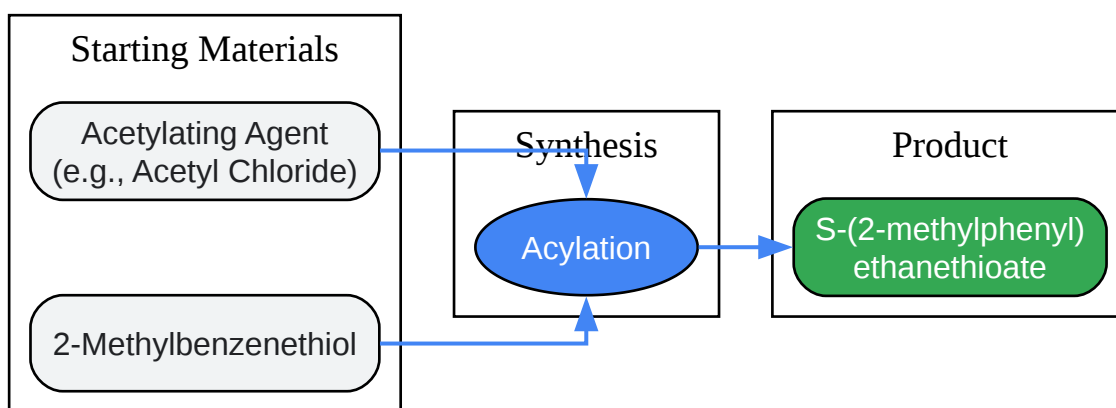 Starting Materials
Acetylating Agent
(e.g., Acetyl Chloride)
2-Methylbenzenethiol
Synthesis
Acylation
Product
S-(2-methylphenyl)
ethanethioate